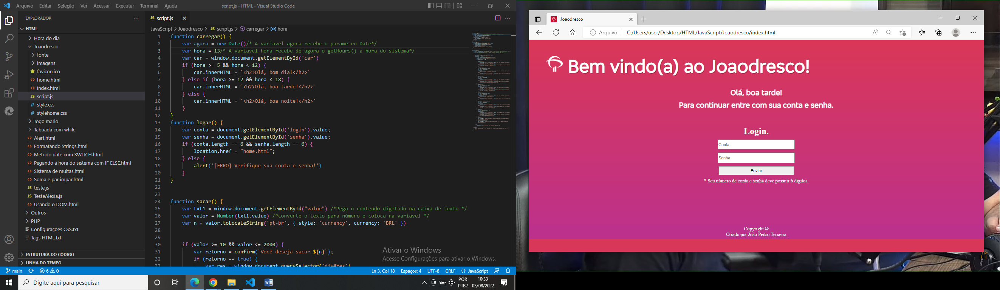 Arquivo Editar Seleção Ver Acessar Executar Terminal Ajuda
script.js - HTML - Visual Studio Code
EXPLORADOR
HTML
Hora do dia
Joaodresco
fonte
imagens
favicon.ico
home.html
index.html
JS script.js
# style.css
# stylehome.css
Jogo mario
Tabuada com while
Alert.html
Formatando Strings.html
Metodo date com SWITCH.html
Pegando a hora do sistema com IF ELSE.html
Sistema de multas.html
Soma e par impar.html
JS teste.js
JS TesteAlexia.js
Usando o DOM.html
Outros
PHP
Configuraçoes CSS.txt
Tags HTML.txt
ESTRUTURA DO CÓDIGO
LINHA DO TEMPO
JS script.js
JavaScript > Joaodresco > JS script.js > carregar > hora
1 function carregar() {
2 var agora = new Date()/* A variavel agora recebe o parametro Date*/
3 var hora = 13/* A variavel hora recebe de agora o getHours() a hora do sistema*/
4 var car = window.document.getElementById('car')
5 if (hora >= 5 && hora < 12) {
6 car.innerHTML = `<h2>Olá, bom dia!</h2>`
7 } else if (hora >= 12 && hora < 18) {
8 car.innerHTML = `<h2>Olá, boa tarde!</h2>`
9 } else {
10 car.innerHTML = `<h2>Olá, boa noite!</h2>`
11 }
12 }
13 function logar() {
14 var conta = document.getElementById('login').value;
15 var senha = document.getElementById('senha').value;
16 if (conta.length == 6 && senha.length == 6) {
17 location.href = "home.html";
18 } else {
19 alert('[ERRO] Verifique sua conta e senha!')
20 }
21 }
22
23
24 function sacar() {
25 var txt1 = window.document.getElementById("value") /*Pega o conteudo digitado na caixa de texto */
26 var valor = Number(txt1.value) /*converte o texto para número e coloca na variavel */
27 var n = valor.toLocaleString(`pt-br`, { style: `currency`, currency: `BRL` })
28
29
30 if (valor >= 10 && valor <= 2000) {
31 var retorno = confirm(`Você deseja sacar ${n}`);
32 if (retorno == true) {
33 var res = window.document.querySelector('div#res')
Ativar o Windows
Acesse Configurações para ativar o Windows.
main 6 0 Ln 3, Col 18 Espaços: 4 UTF-8 CRLF {} JavaScript
Digite aqui para pesquisar
POR
PTB2
10:33
03/08/2022
Joaodresco
Arquivo | C:/Users/user/Desktop/HTML/JavaScript/Joaodresco/index.html
Bem vindo(a) ao Joaodresco!
Olá, boa tarde!
Para continuar entre com sua conta e senha.
Login.
Conta
Senha
Enviar
* Seu número de conta e senha deve possuir 6 digitos.
Copyright ©
Criado por João Pedro Teixeira